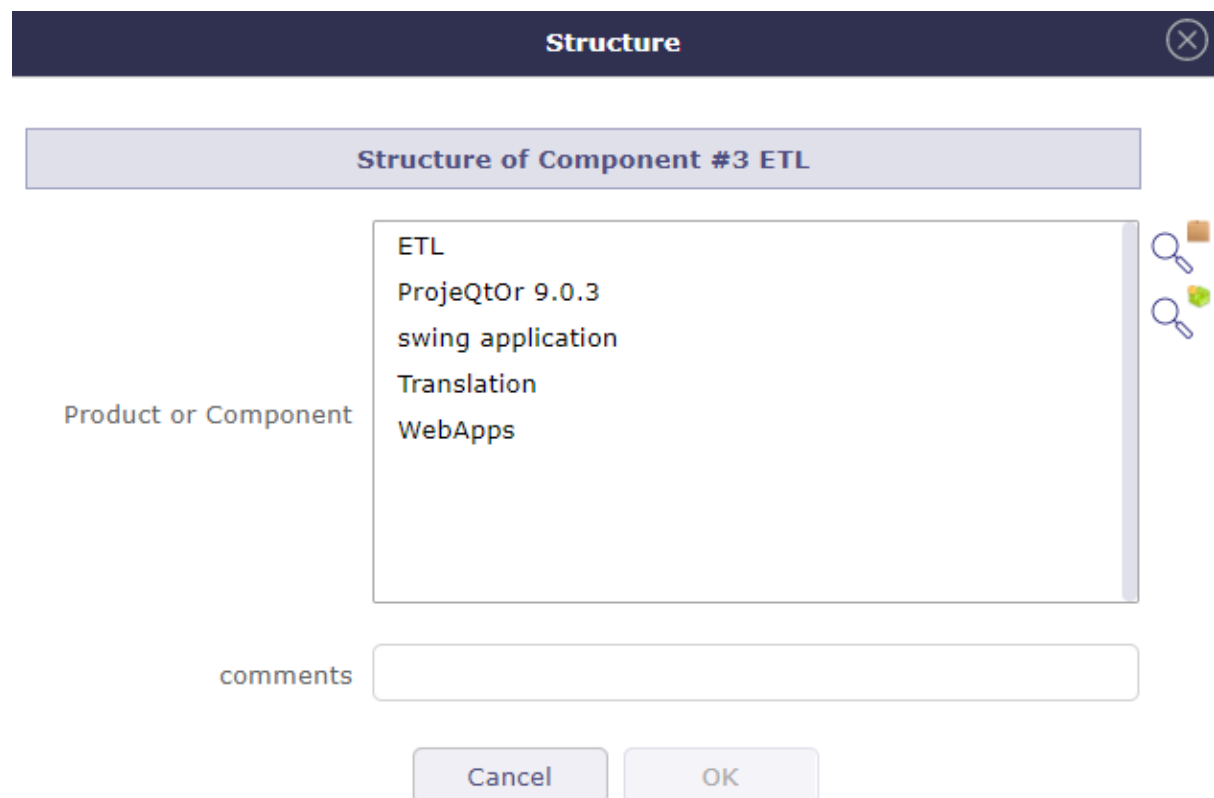 Structure
Structure of Component #3 ETL
ETL
ProjeQtOr 9.0.3
swing application
Translation
Product or Component
WebApps
comments
Cancel OK